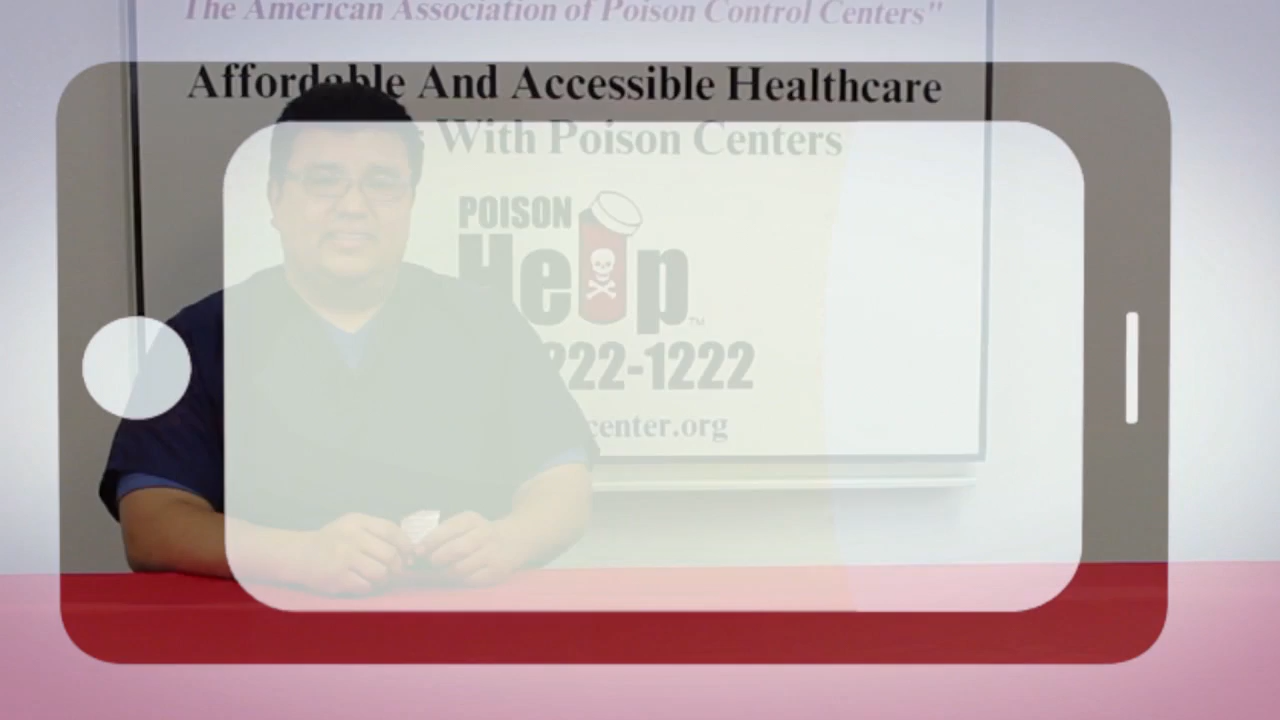 The American Association of Poison Control Centers"
Affordable And Accessible Healthcare
With Poison Centers
POISON
Help™
222-1222
center.org